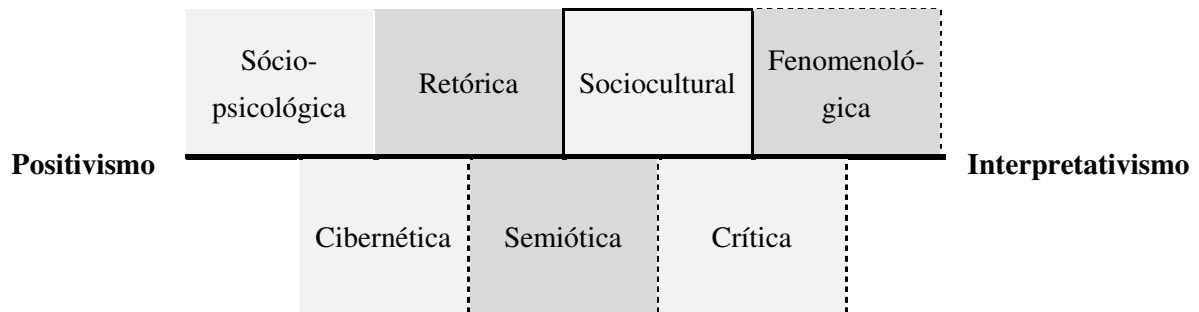 Sócio-
psicológica
Retórica
Sociocultural
Fenomenoló-
gica
Positivismo
Interpretativismo
Cibernética
Semiótica
Crítica